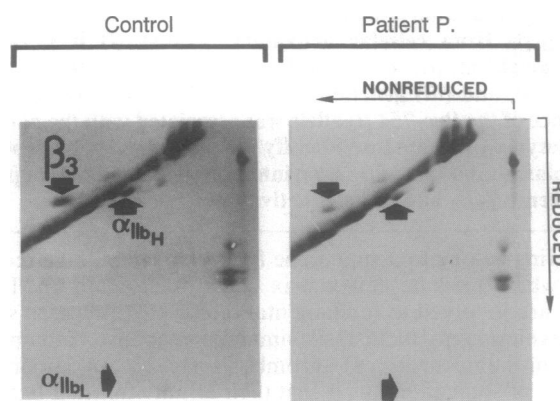 Control
Patient P.
NONREDUCED
REDUCED
β3
αIIbH
αIIbL